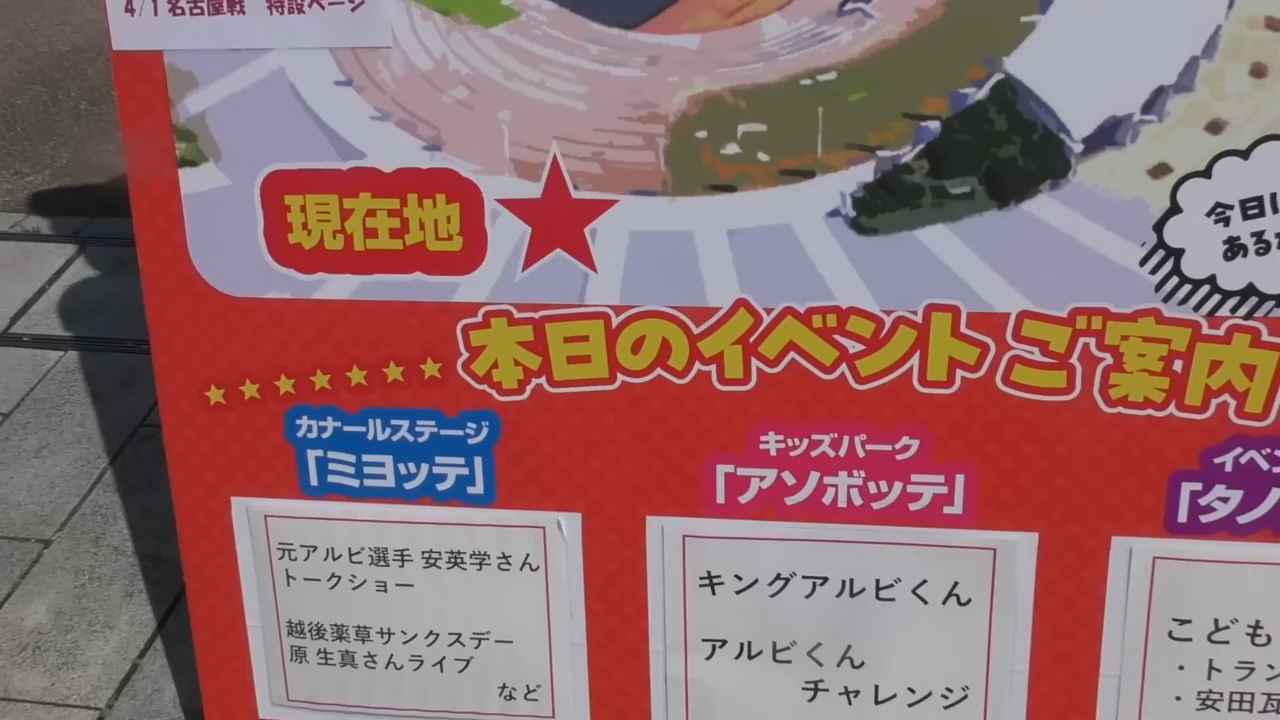 4/1 名古屋戦　特設ページ
現在地
今日は
ある
本日のイベントご案内
カナールステージ
「ミヨッテ」
元アルビ選手 安英学さん
トークショー
越後薬草サンクスデー
原 生真さんライブ
など
キッズパーク
「アソボッテ」
キングアルビくん
アルビくん
チャレンジ
イベン
「タノ
こども
・トラン
・安田瓦